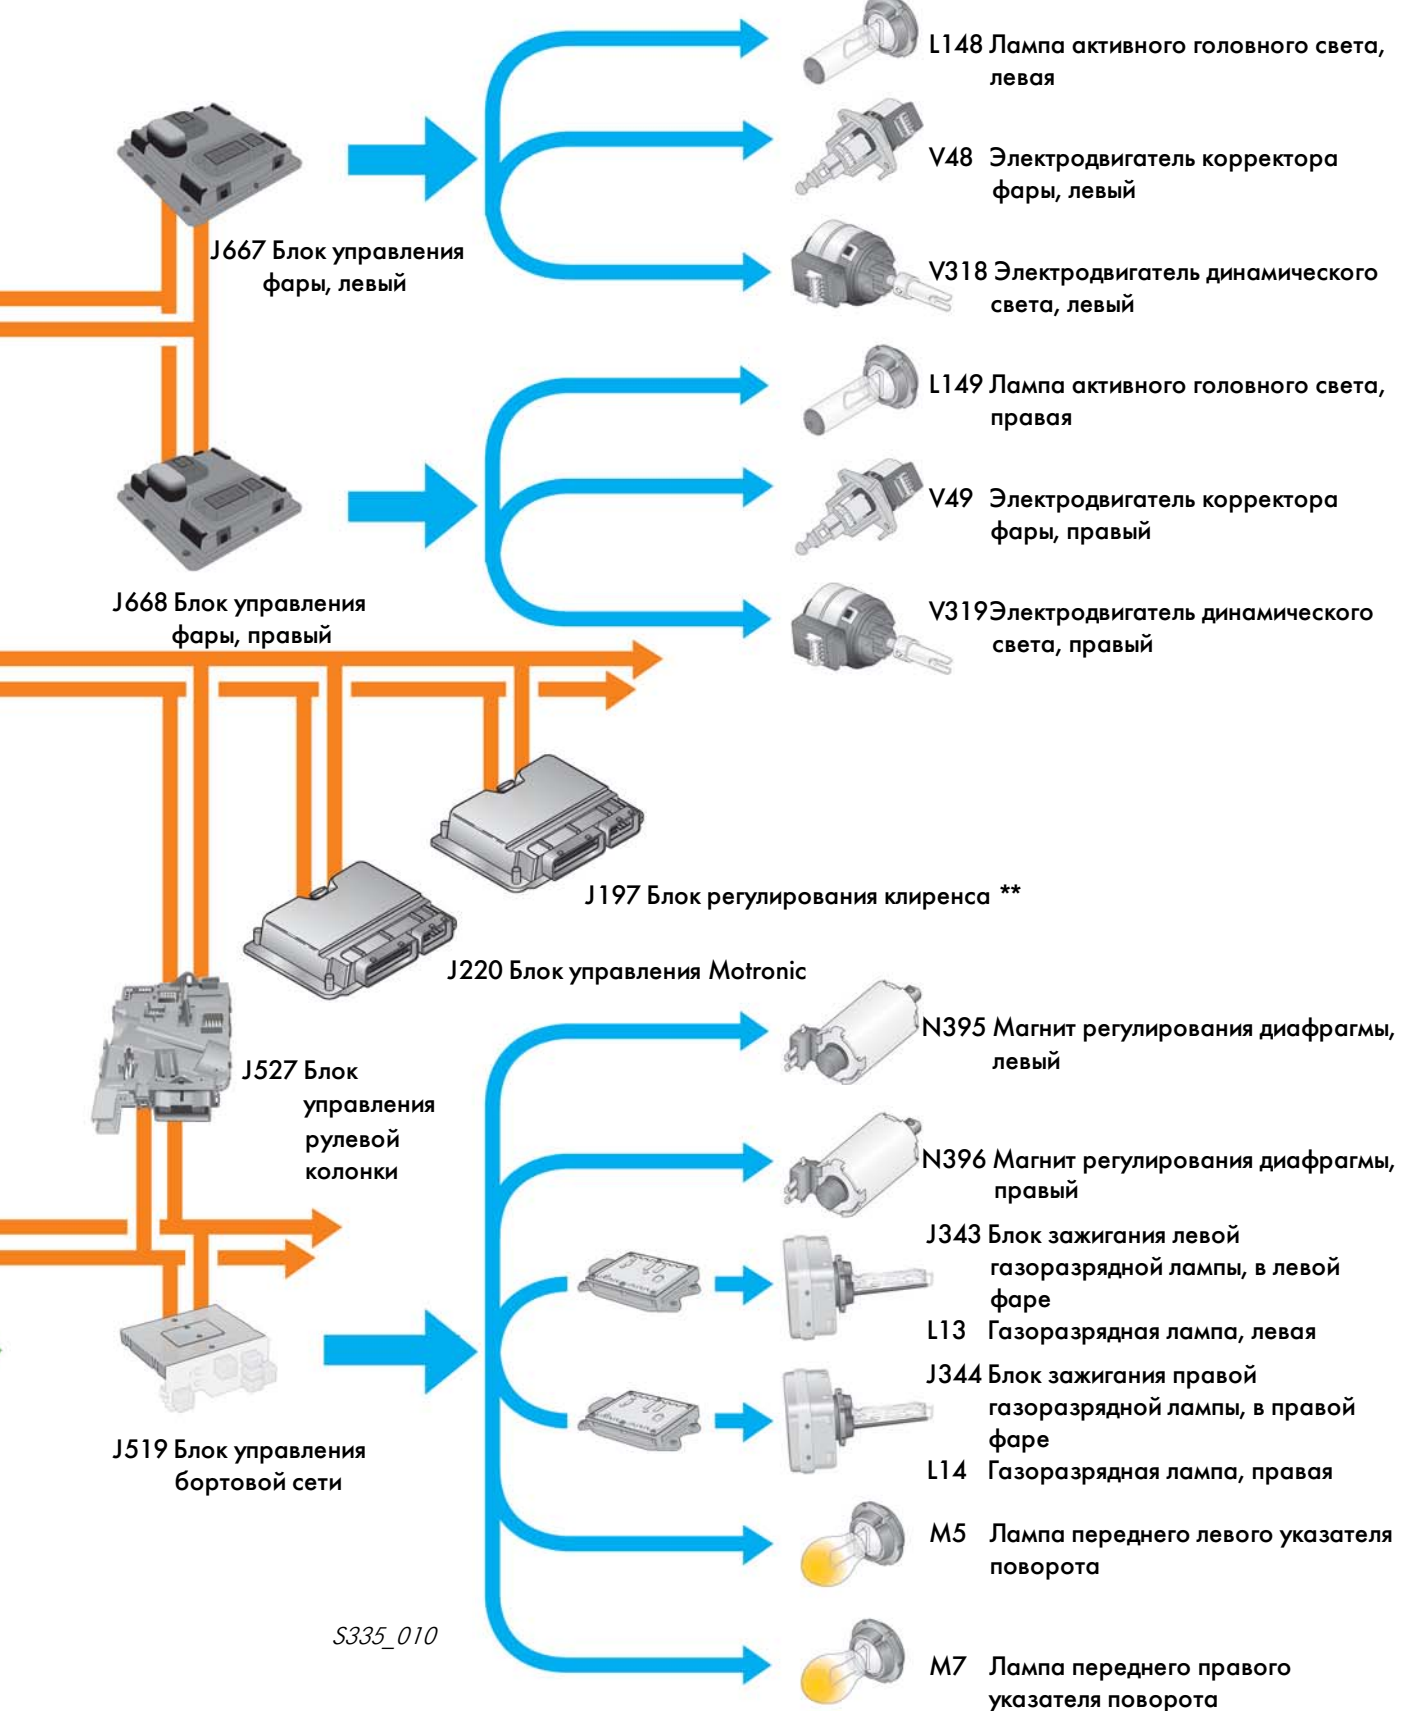 L148 Лампа активного головного света,
левая
V48 Электродвигатель корректора
фары, левый
J667 Блок управления
фары, левый
V318 Электродвигатель динамического
света, левый
L149 Лампа активного головного света,
правая
V49 Электродвигатель корректора
фары, правый
J668 Блок управления
фары, правый
V319 Электродвигатель динамического
света, правый
J197 Блок регулирования клиренса **
J220 Блок управления Motronic
J527 Блок
управления
рулевой
колонки
N395 Магнит регулирования диафрагмы,
левый
N396 Магнит регулирования диафрагмы,
правый
J343 Блок зажигания левой
газоразрядной лампы, в левой
фаре
L13 Газоразрядная лампа, левая
J344 Блок зажигания правой
газоразрядной лампы, в правой
фаре
L14 Газоразрядная лампа, правая
J519 Блок управления
бортовой сети
M5 Лампа переднего левого указателя
поворота
S335_010
M7 Лампа переднего правого
указателя поворота